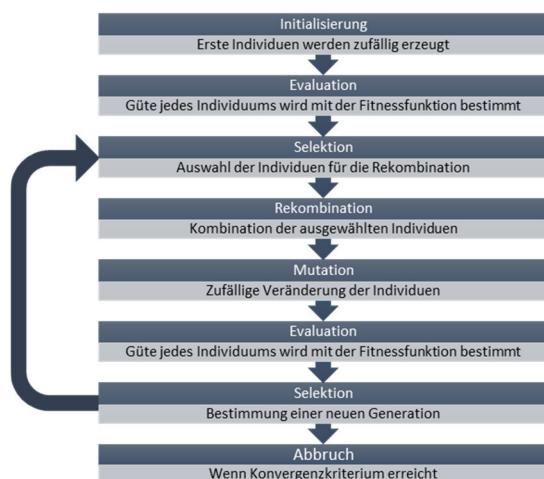 Initialisierung
Erste Individuen werden zufällig erzeugt
Evaluation
Güte jedes Individuums wird mit der Fitnessfunktion bestimmt
Selektion
Auswahl der Individuen für die Rekombination
Rekombination
Kombination der ausgewählten Individuen
Mutation
Zufällige Veränderung der Individuen
Evaluation
Güte jedes Individuums wird mit der Fitnessfunktion bestimmt
Selektion
Bestimmung einer neuen Generation
Abbruch
Wenn Konvergenzkriterium erreicht